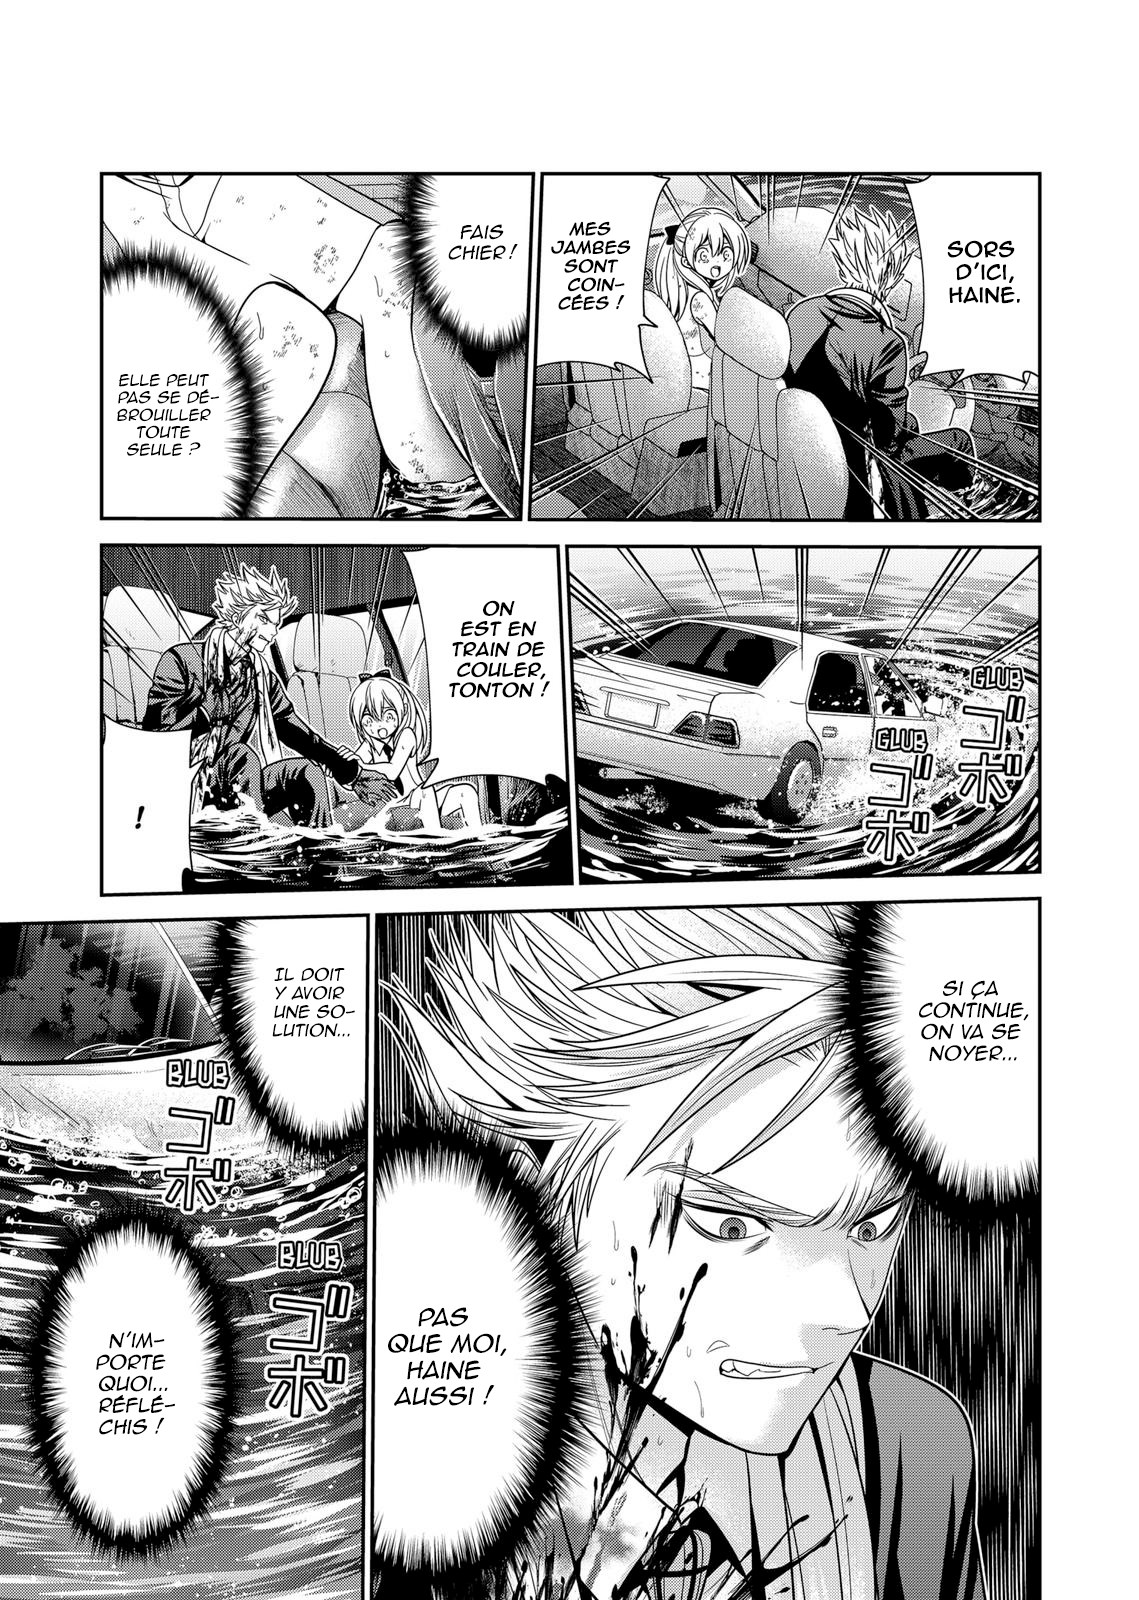 SORS
D'ICI,
HAINE.
MES
JAMBES
SONT
COIN-
CÉES !
FAIS
CHIER !
ELLE PEUT
PAS SE DÉ-
BROUILLER
TOUTE
SEULE ?
GLUB
ゴボ
GLUB
ゴボ
ON
EST EN
TRAIN DE
COULER,
TONTON !
!
SI ÇA
CONTINUE,
ON VA SE
NOYER...
PAS
QUE MOI,
HAINE
AUSSI !
IL DOIT
Y AVOIR
UNE SO-
LUTION...
BLUB
ゴボ
BLUB
ゴボ
N'IM-
PORTE
QUOI...
RÉFLÉ-
CHIS !